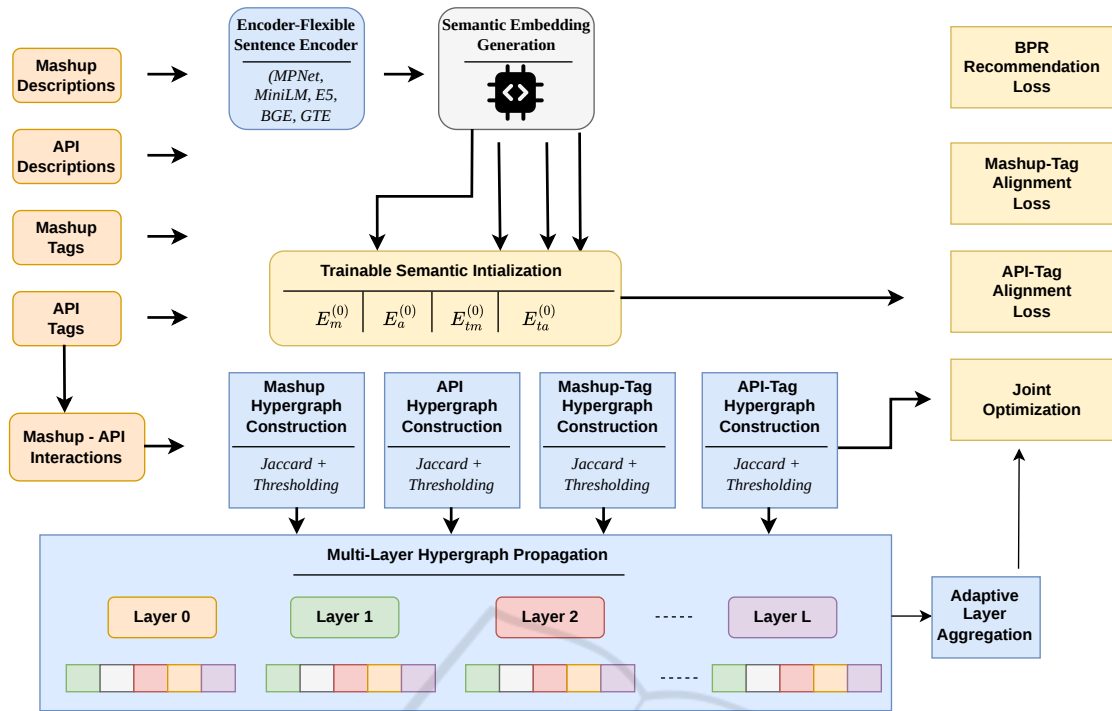 Mashup
Descriptions
API
Descriptions
Mashup
Tags
API
Tags
Mashup - API
Interactions
Encoder-Flexible
Sentence Encoder
(MPNet,
MiniLM, E5,
BGE, GTE
Semantic Embedding
Generation
Trainable Semantic Intialization
E_m^{(0)} E_a^{(0)} E_{tm}^{(0)} E_{ta}^{(0)}
Mashup
Hypergraph
Construction
Jaccard +
Thresholding
API
Hypergraph
Construction
Jaccard +
Thresholding
Mashup-Tag
Hypergraph
Construction
Jaccard +
Thresholding
API-Tag
Hypergraph
Construction
Jaccard +
Thresholding
Multi-Layer Hypergraph Propagation
Layer 0
Layer 1
Layer 2
Layer L
BPR
Recommendation
Loss
Mashup-Tag
Alignment
Loss
API-Tag
Alignment
Loss
Joint
Optimization
Adaptive
Layer
Aggregation